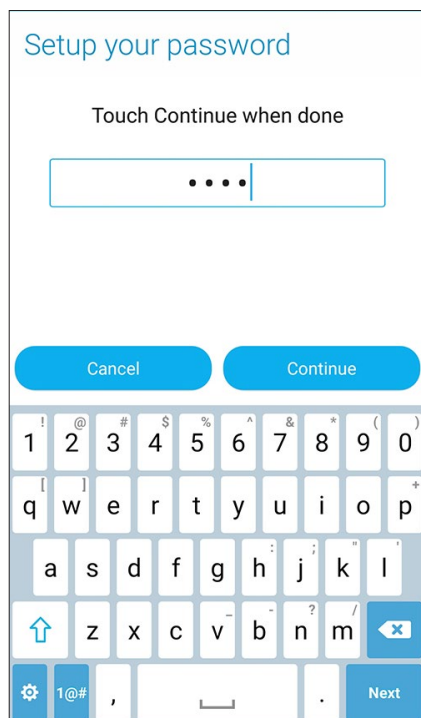 Setup your password
Touch Continue when done
••••
Cancel Continue
! @ # $ % ^ & * ( )
1 2 3 4 5 6 7 8 9 0
[ ] +
q w e r t y u i o p
: ; " '
a s d f g h j k l
_ - ? /
z x c v b n m
1@# , . Next